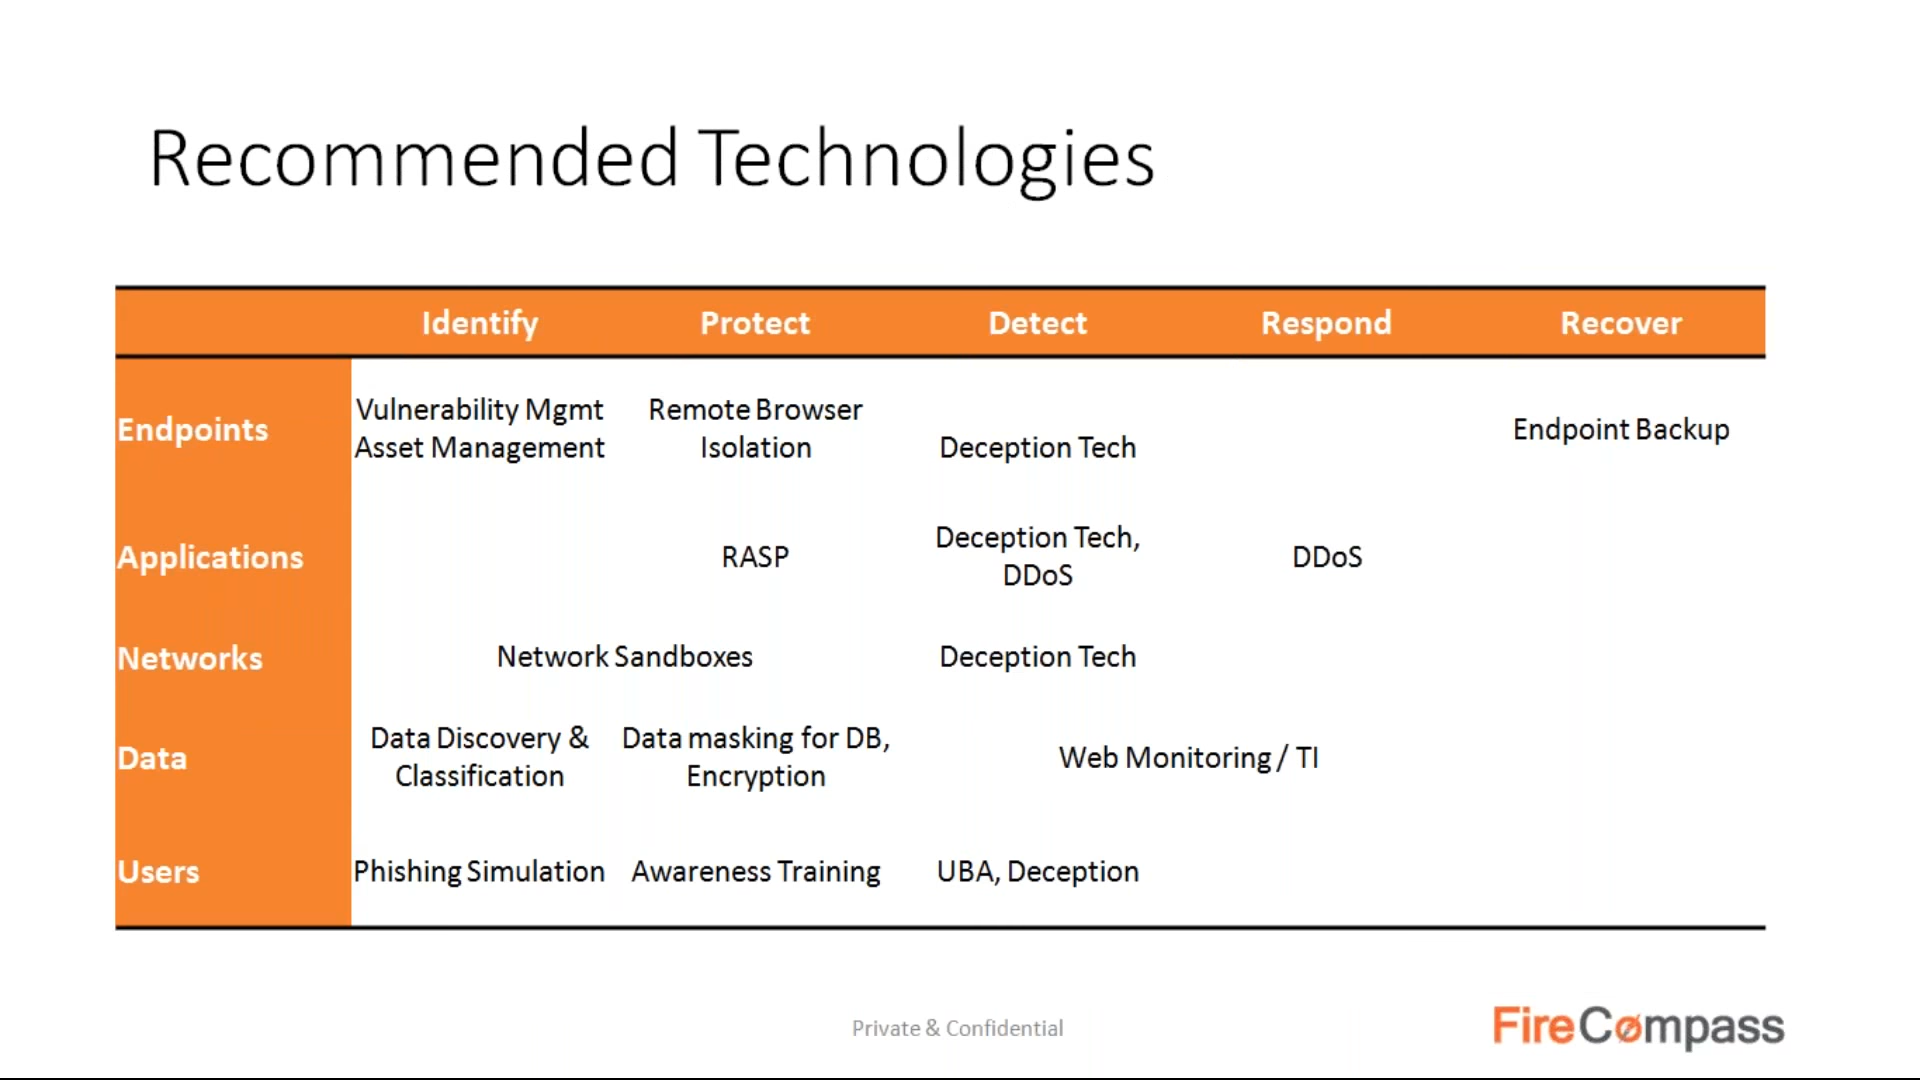 Recommended Technologies
Identify Protect Detect Respond Recover
Endpoints
Vulnerability Mgmt
Asset Management
Remote Browser
Isolation
Deception Tech
Endpoint Backup
Applications
RASP
Deception Tech,
DDoS
DDoS
Networks
Network Sandboxes
Deception Tech
Data
Data Discovery &
Classification
Data masking for DB,
Encryption
Web Monitoring / TI
Users
Phishing Simulation
Awareness Training
UBA, Deception
Private & Confidential
FireCompass